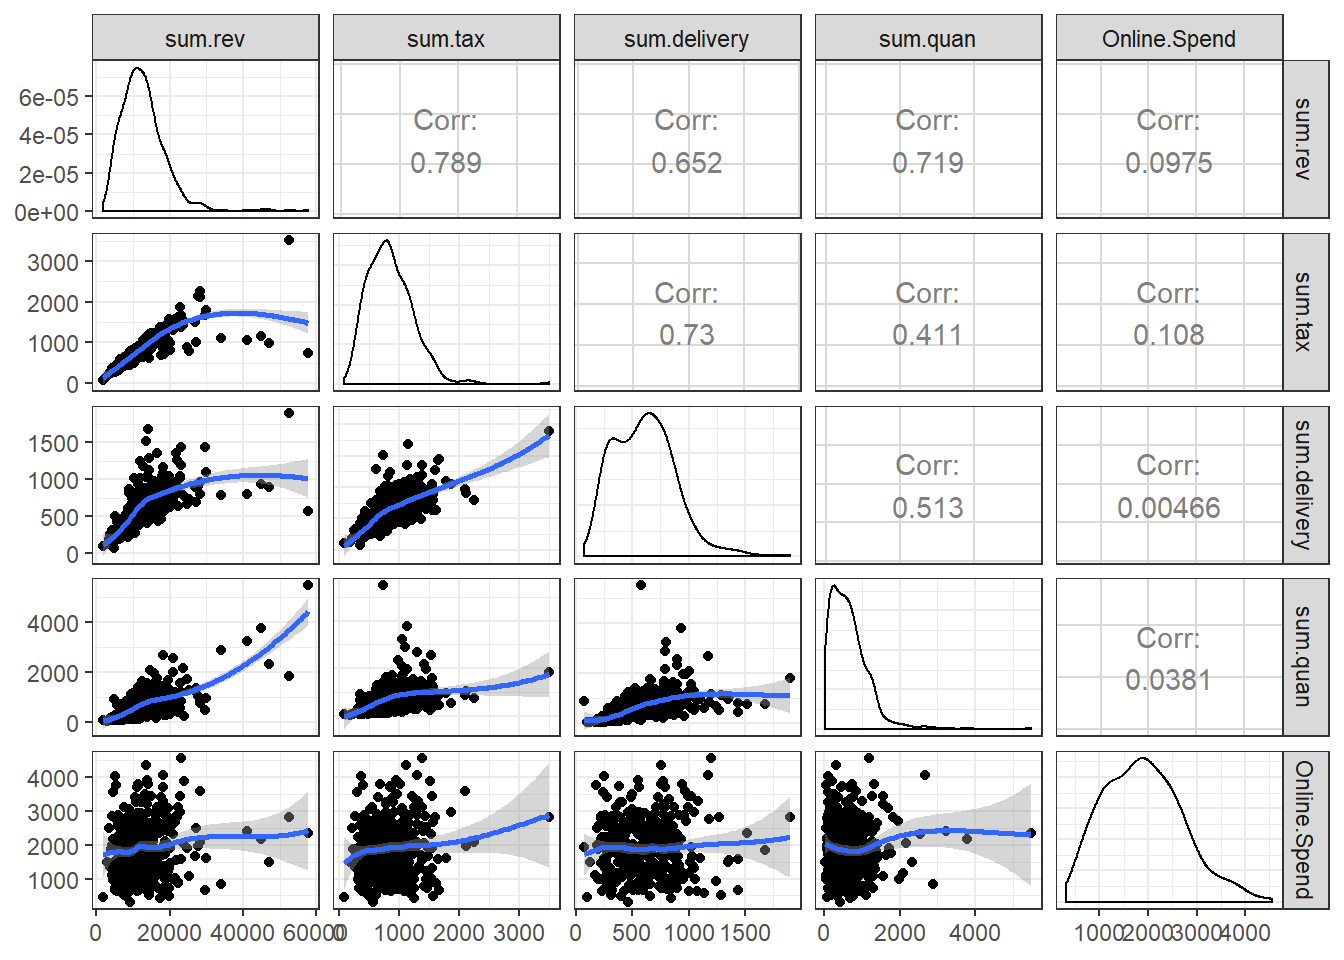 sum.rev sum.tax sum.delivery sum.quan Online.Spend
6e-05
4e-05
2e-05
0e+00
Corr:
0.789
Corr:
0.652
Corr:
0.719
Corr:
0.0975
sum.rev
3000
2000
1000
0
Corr:
0.73
Corr:
0.411
Corr:
0.108
sum.tax
1500
1000
500
0
Corr:
0.513
Corr:
0.00466
sum.delivery
4000
2000
0
Corr:
0.0381
sum.quan
4000
3000
2000
1000
Online.Spend
0 20000 40000 60000
0 1000 2000 3000
0 500 1000 1500
0 2000 4000
1000 2000 3000 4000